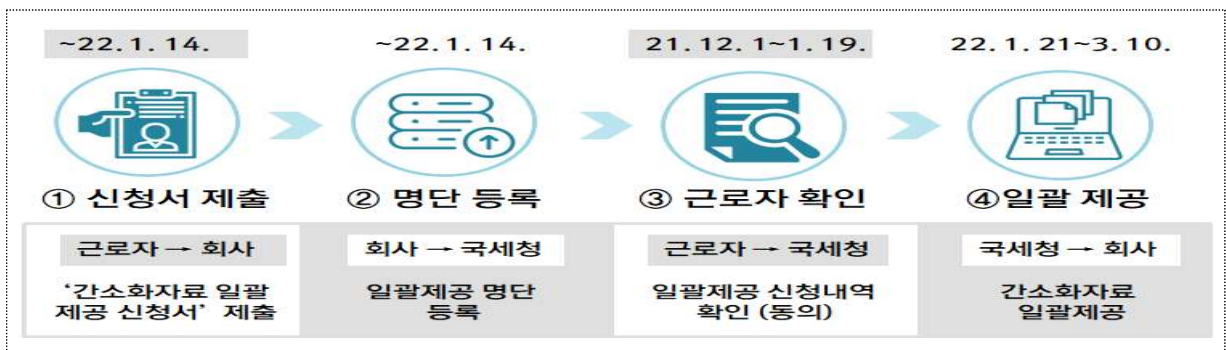 ~22.1.14.
~22.1.14.
21.12.1~1.19.
22.1.21~3.10.
① 신청서 제출
② 명단 등록
③ 근로자 확인
④일괄 제공
근로자 → 회사
회사 → 국세청
근로자 → 국세청
국세청 → 회사
‘간소화자료 일괄
제공 신청서’ 제출
일괄제공 명단
등록
일괄제공 신청내역
확인 (동의)
간소화자료
일괄제공